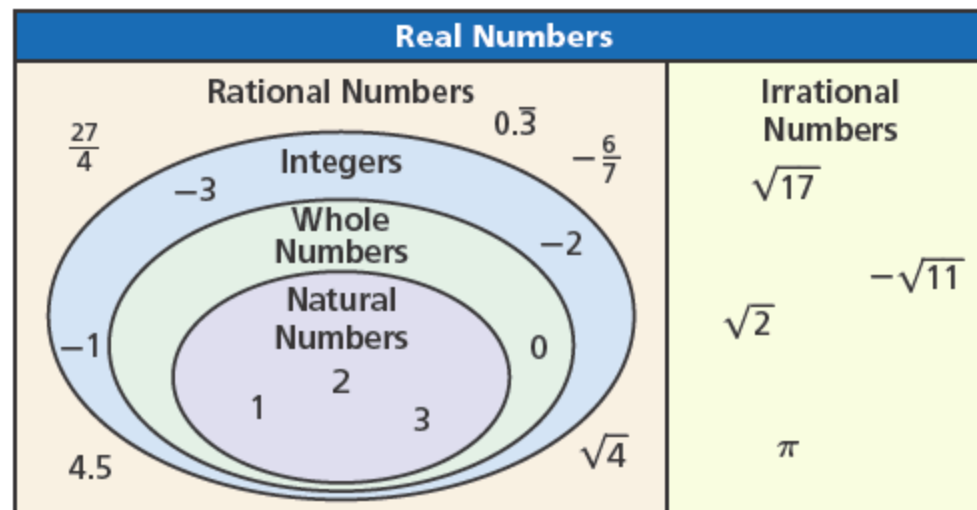 Real Numbers
Rational Numbers
27/4
0.3̅
−6/7
Integers
−3
Whole
Numbers
−2
Natural
Numbers
−1
0
2
1
3
4.5
√4
Irrational
Numbers
√17
−√11
√2
π